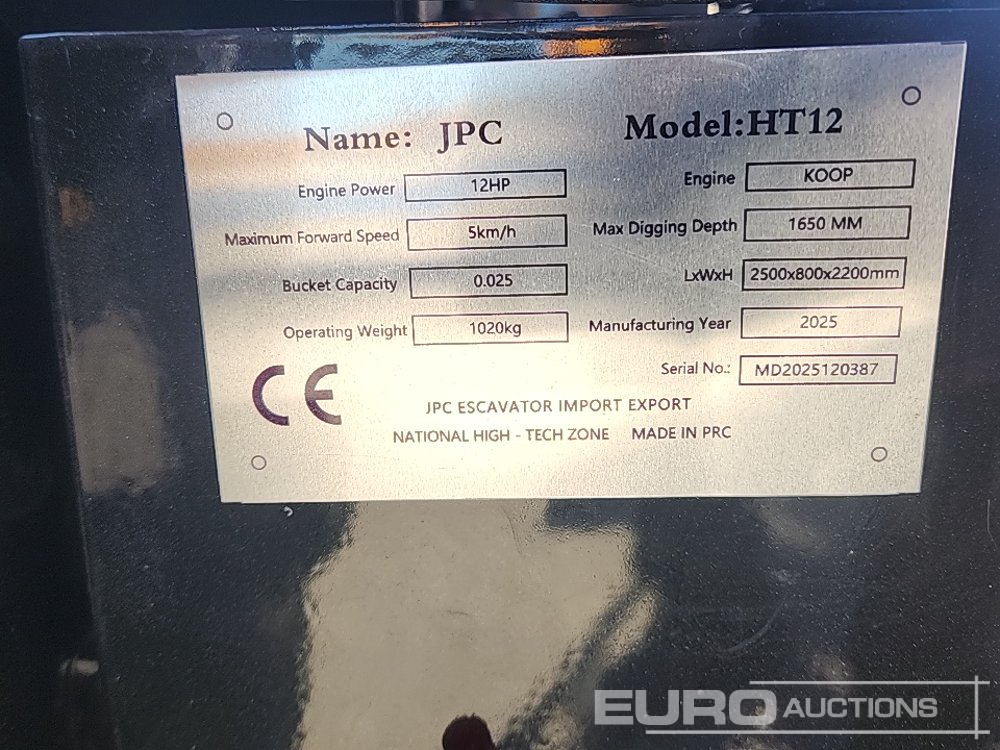 Name: JPC Model:HT12
Engine Power 12HP Engine KOOP
Maximum Forward Speed 5km/h Max Digging Depth 1650 MM
Bucket Capacity 0.025 LxWxH 2500x800x2200mm
Operating Weight 1020kg Manufacturing Year 2025
Serial No.: MD2025120387
CE
JPC ESCAVATOR IMPORT EXPORT
NATIONAL HIGH - TECH ZONE MADE IN PRC
EURO AUCTIONS